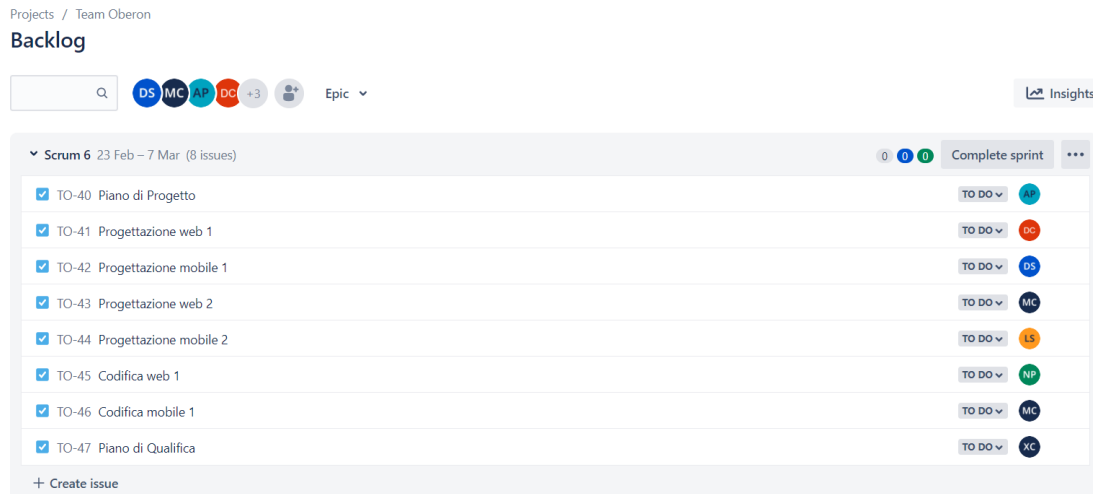 Projects / Team Oberon
Backlog
DS MC AP DC +3 Epic Insights
Scrum 6 23 Feb – 7 Mar (8 issues) 0 0 0 Complete sprint
TO-40 Piano di Progetto TO DO AP
TO-41 Progettazione web 1 TO DO DC
TO-42 Progettazione mobile 1 TO DO DS
TO-43 Progettazione web 2 TO DO MC
TO-44 Progettazione mobile 2 TO DO LS
TO-45 Codifica web 1 TO DO NP
TO-46 Codifica mobile 1 TO DO MC
TO-47 Piano di Qualifica TO DO XC
+ Create issue